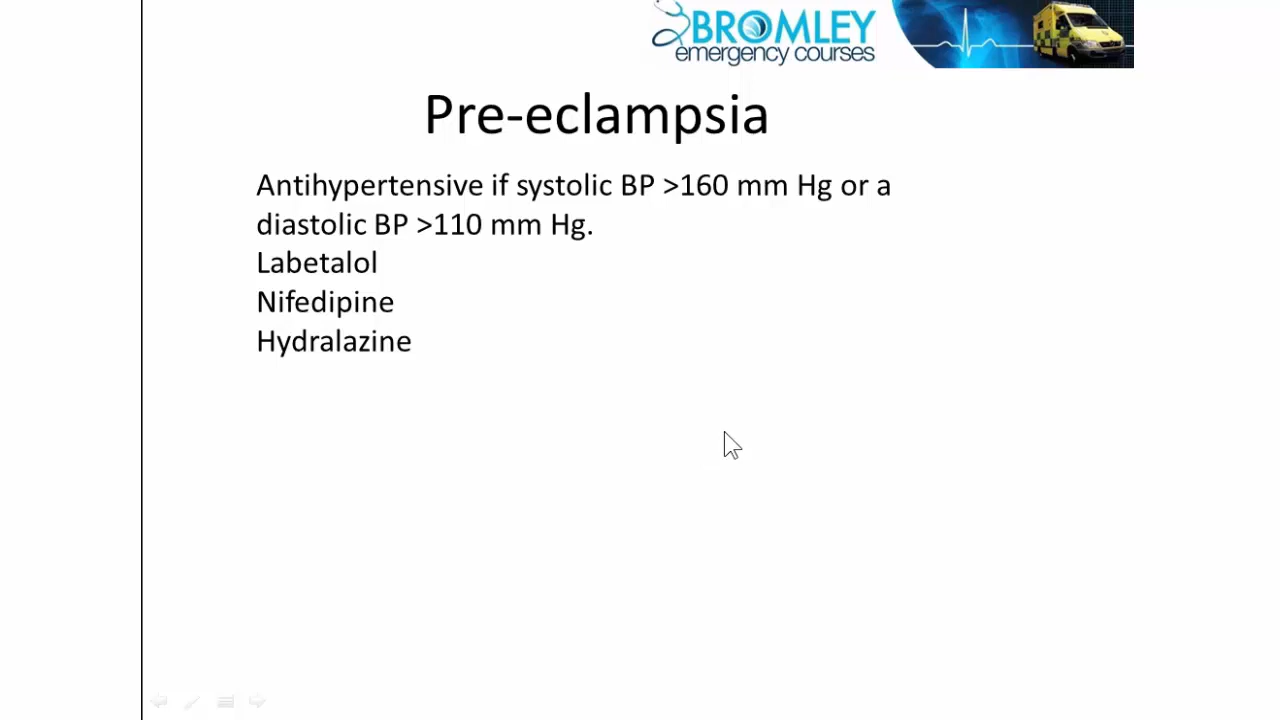 BROMLEY
emergency courses
Pre-eclampsia
Antihypertensive if systolic BP >160 mm Hg or a
diastolic BP >110 mm Hg.
Labetalol
Nifedipine
Hydralazine